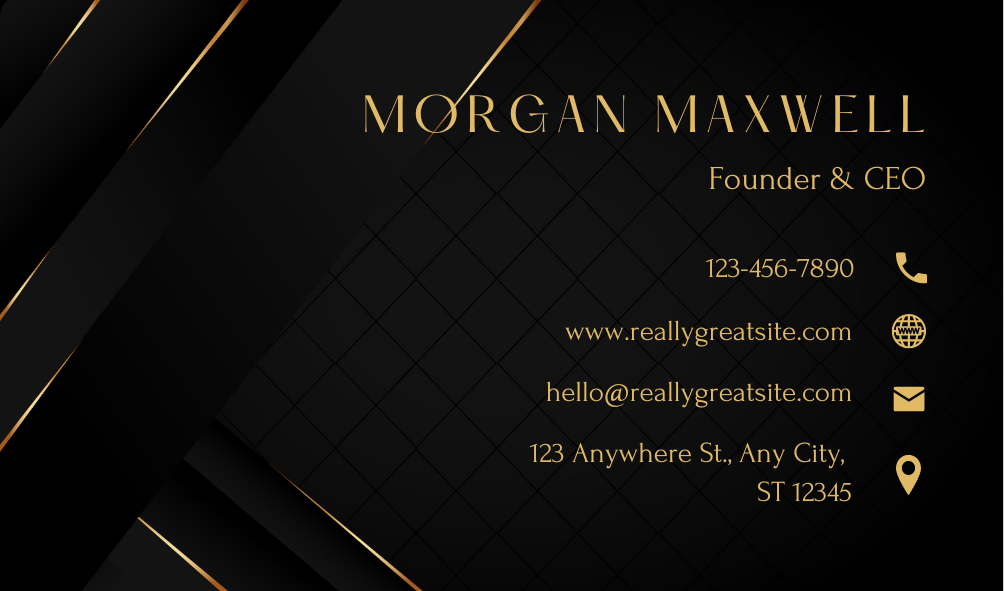 MORGAN MAXWELL
Founder & CEO
123-456-7890
www.reallygreatsite.com
WWW
hello@reallygreatsite.com
123 Anywhere St., Any City,
ST 12345